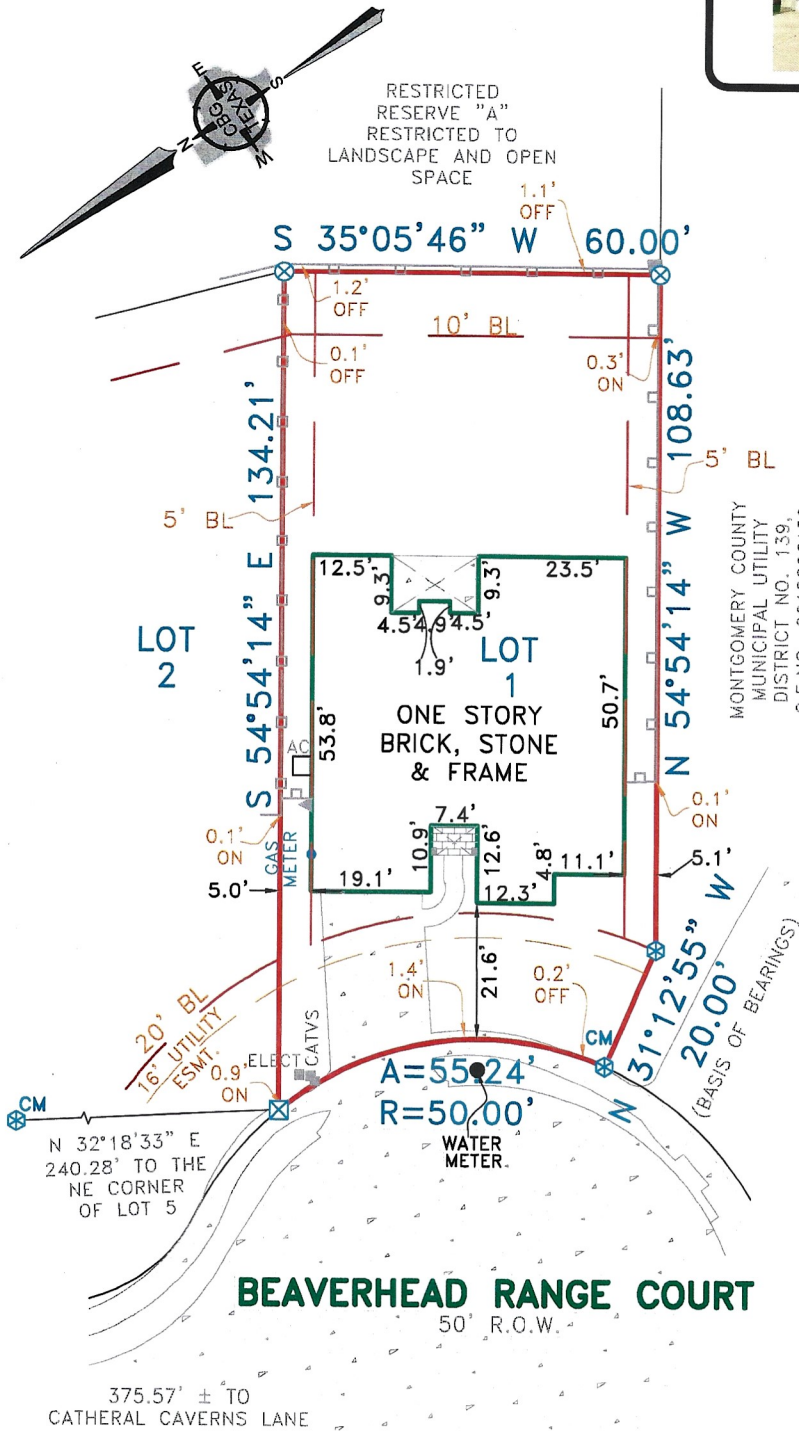 E
S
CBG
TEXAS
N
W
RESTRICTED
RESERVE "A"
RESTRICTED TO
LANDSCAPE AND OPEN
SPACE
1.1'
OFF
S 35°05'46" W 60.00'
1.2'
OFF
10' BL
0.1'
OFF
0.3'
ON
S 54°54'14" E 134.21'
N 54°54'14" W 108.63'
5' BL
5' BL
MONTGOMERY COUNTY
MUNICIPAL UTILITY
DISTRICT NO. 139,
12.5'
9.3'
9.3'
23.5'
4.5'
4.9'
4.5'
1.9'
LOT
2
LOT
1
ONE STORY
BRICK, STONE
& FRAME
53.8'
50.7'
AC
0.1'
ON
GAS
METER
0.1'
ON
7.4'
10.9'
12.6'
4.8'
11.1'
5.0'
19.1'
12.3'
5.1'
21.6'
1.4'
ON
0.2'
OFF
N 31°12'55" W
20.00'
(BASIS OF BEARINGS)
20' BL
16' UTILITY
ESMT.
ELECT
CATVS
0.9'
ON
CM
CM
A=55.24'
R=50.00'
WATER
METER
N 32°18'33" E
240.28' TO THE
NE CORNER
OF LOT 5
BEAVERHEAD RANGE COURT
50' R.O.W.
375.57' ± TO
CATHERAL CAVERNS LANE